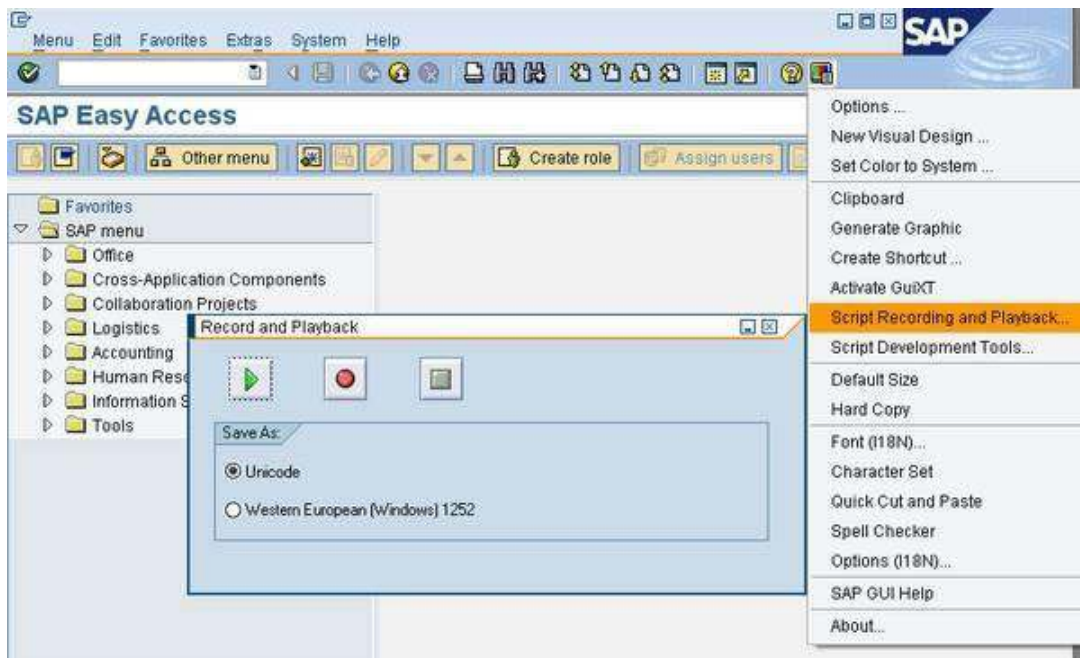 Menu Edit Favorites Extras System Help
SAP
SAP Easy Access
Other menu
Create role
Assign users
Favorites
SAP menu
Office
Cross-Application Components
Collaboration Projects
Logistics
Accounting
Human Rese
Information S
Tools
Record and Playback
Save As:
Unicode
Western European (Windows) 1252
Options ...
New Visual Design ...
Set Color to System ...
Clipboard
Generate Graphic
Create Shortcut ...
Activate GuiXT
Script Recording and Playback...
Script Development Tools...
Default Size
Hard Copy
Font (I18N)...
Character Set
Quick Cut and Paste
Spell Checker
Options (I18N)...
SAP GUI Help
About...